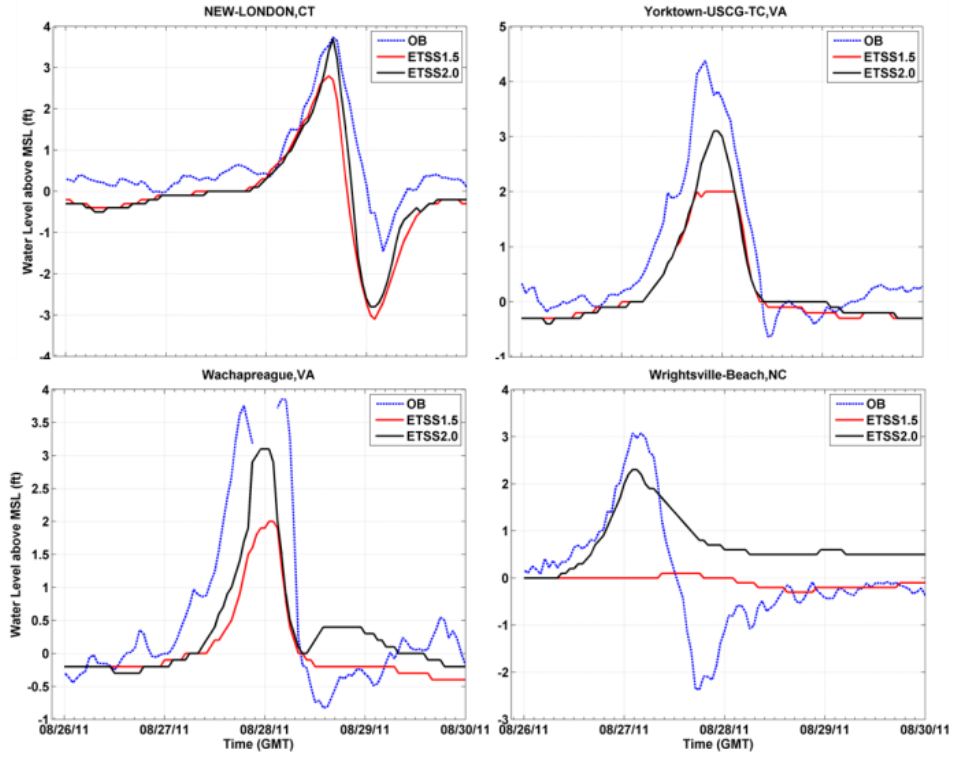 NEW-LONDON,CT
4
3
2
1
0
-1
-2
-3
-4
Water Level above MSL (ft)
OB
ETSS1.5
ETSS2.0
Yorktown-USCG-TC,VA
5
4
3
2
1
0
-1
OB
ETSS1.5
ETSS2.0
Wachapreague,VA
4
3.5
3
2.5
2
1.5
1
0.5
0
-0.5
-1
Water Level above MSL (ft)
OB
ETSS1.5
ETSS2.0
08/26/11 08/27/11 08/28/11 08/29/11 08/30/11
Time (GMT)
Wrightsville-Beach,NC
4
3
2
1
0
-1
-2
-3
OB
ETSS1.5
ETSS2.0
08/26/11 08/27/11 08/28/11 08/29/11 08/30/11
Time (GMT)